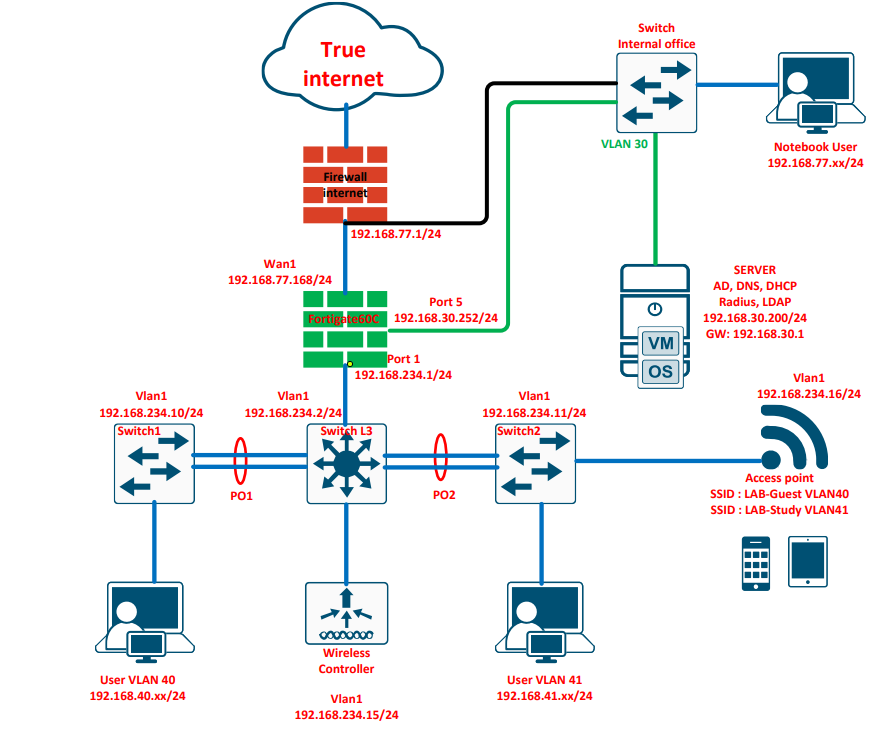 True
internet
Switch
Internal office
VLAN 30
Notebook User
192.168.77.xx/24
Firewall
internet
192.168.77.1/24
Wan1
192.168.77.168/24
Fortigate60C
Port 5
192.168.30.252/24
SERVER
AD, DNS, DHCP
Radius, LDAP
192.168.30.200/24
GW: 192.168.30.1
VM
OS
Port 1
192.168.234.1/24
Vlan1
192.168.234.10/24
Switch1
Vlan1
192.168.234.2/24
Switch L3
Vlan1
192.168.234.11/24
Switch2
Vlan1
192.168.234.16/24
PO1
PO2
Access point
SSID : LAB-Guest VLAN40
SSID : LAB-Study VLAN41
User VLAN 40
192.168.40.xx/24
Wireless
Controller
Vlan1
192.168.234.15/24
User VLAN 41
192.168.41.xx/24